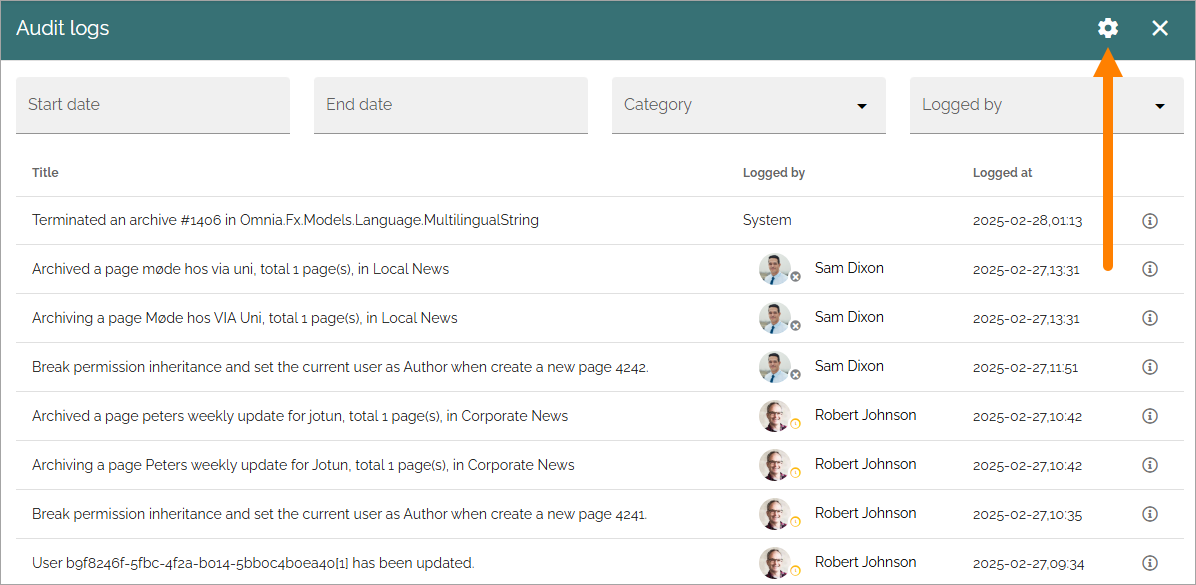 Audit logs
Start date End date Category Logged by
Title Logged by Logged at
Terminated an archive #1406 in Omnia.Fx.Models.Language.MultilingualString System 2025-02-28,01:13
Archived a page møde hos via uni, total 1 page(s), in Local News Sam Dixon 2025-02-27,13:31
Archiving a page Møde hos VIA Uni, total 1 page(s), in Local News Sam Dixon 2025-02-27,13:31
Break permission inheritance and set the current user as Author when create a new page 4242. Sam Dixon 2025-02-27,11:51
Archived a page peters weekly update for jotun, total 1 page(s), in Corporate News Robert Johnson 2025-02-27,10:42
Archiving a page Peters weekly update for Jotun, total 1 page(s), in Corporate News Robert Johnson 2025-02-27,10:42
Break permission inheritance and set the current user as Author when create a new page 4241. Robert Johnson 2025-02-27,10:35
User b9f8246f-5fbc-4f2a-b014-5bb0c4b0ea40[1] has been updated. Robert Johnson 2025-02-27,09:34